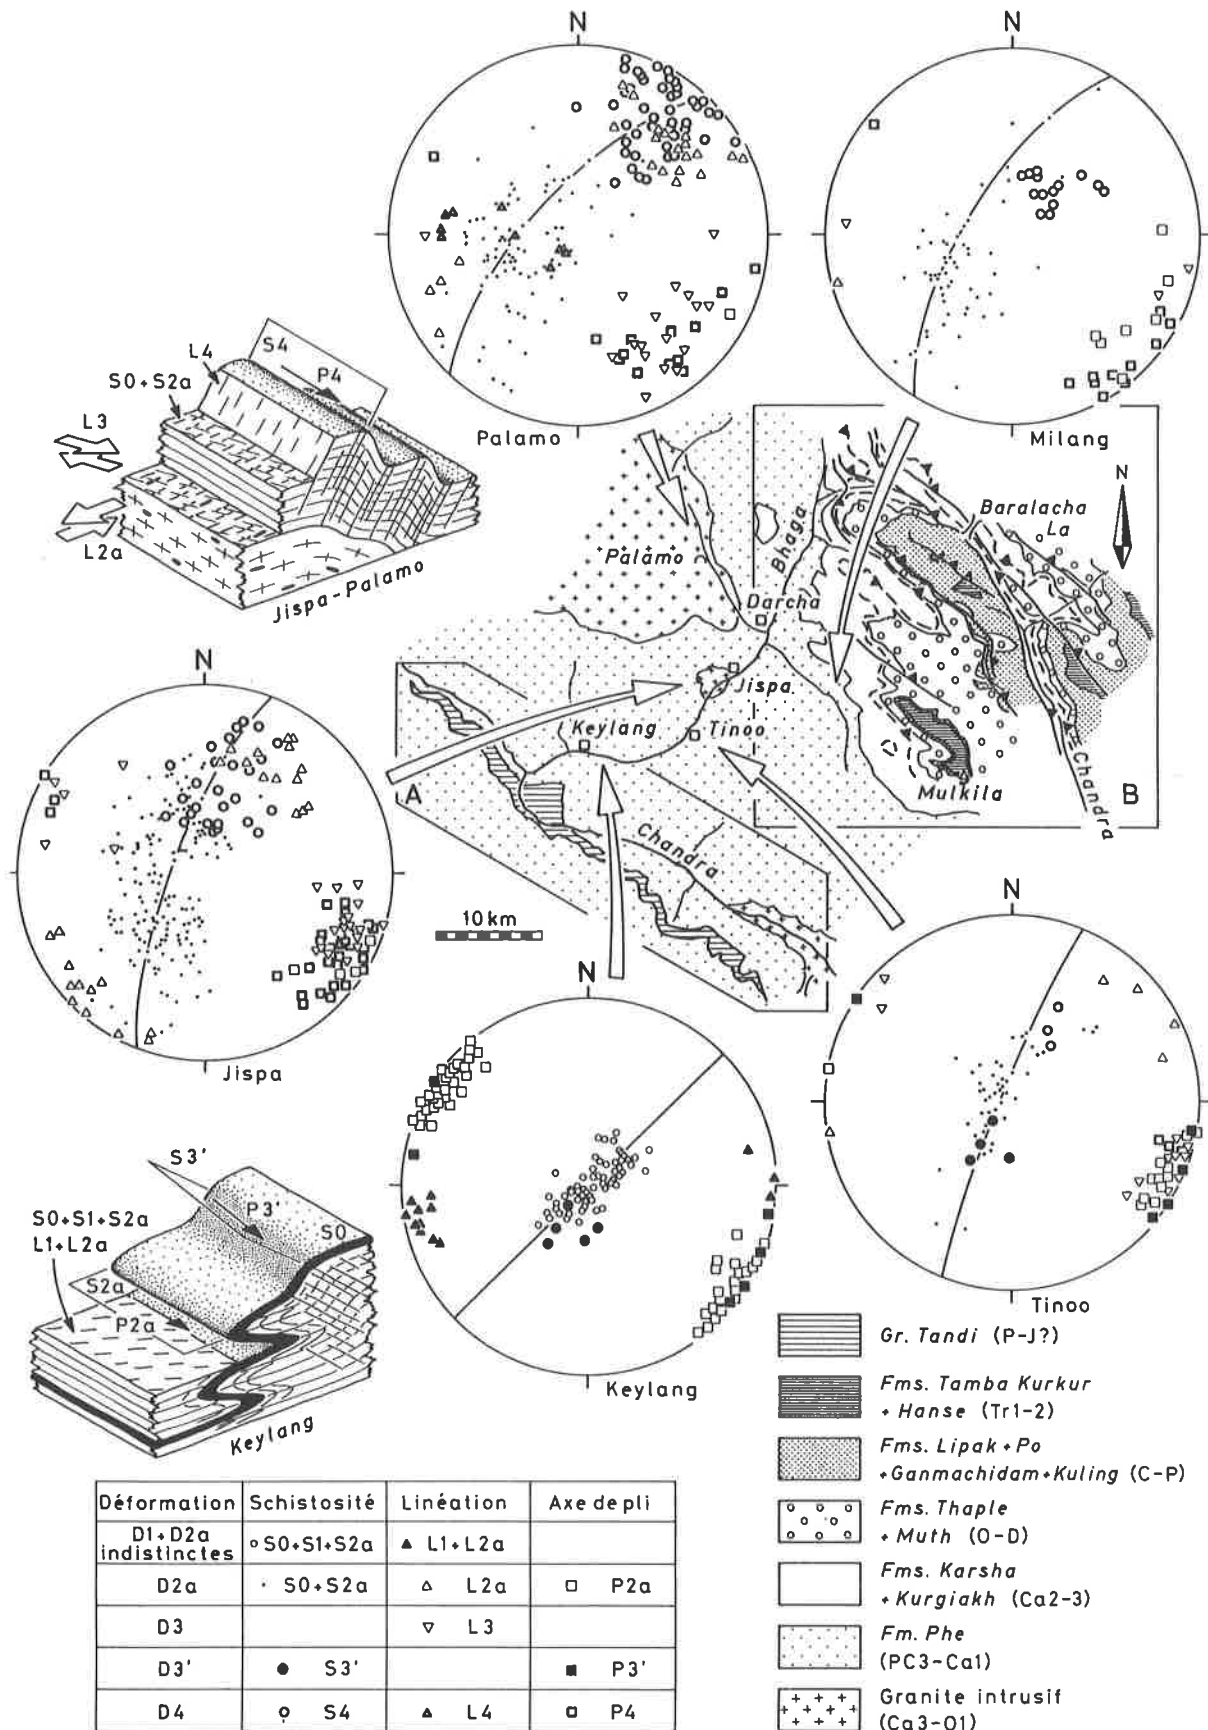 N
N
Palamo
Milang
S4
L4
P4
S0+S2a
L3
L2a
Jispa-Palamo
N
Baralacha
La
Bhaga
Palamo
Darcha
Jispa
Keylang
Tinoo
Mulkila
Chandra
A
B
Chandra
10 km
N
Jispa
N
Keylang
N
Tinoo
S3'
P3'
S0
S0+S1+S2a
L1+L2a
S2a
P2a
Keylang
Déformation Schistosité Linéation Axe de pli
D1+D2a
indistinctes S0+S1+S2a L1+L2a
D2a S0+S2a L2a P2a
D3 L3
D3' S3' P3'
D4 S4 L4 P4
Gr. Tandi (P-J?)
Fms. Tamba Kurkur
+ Hanse (Tr1-2)
Fms. Lipak+Po
+Ganmachidam+Kuling (C-P)
Fms. Thaple
+ Muth (O-D)
Fms. Karsha
+ Kurgiakh (Ca2-3)
Fm. Phe
(PC3-Ca1)
Granite intrusif
(Ca3-O1)